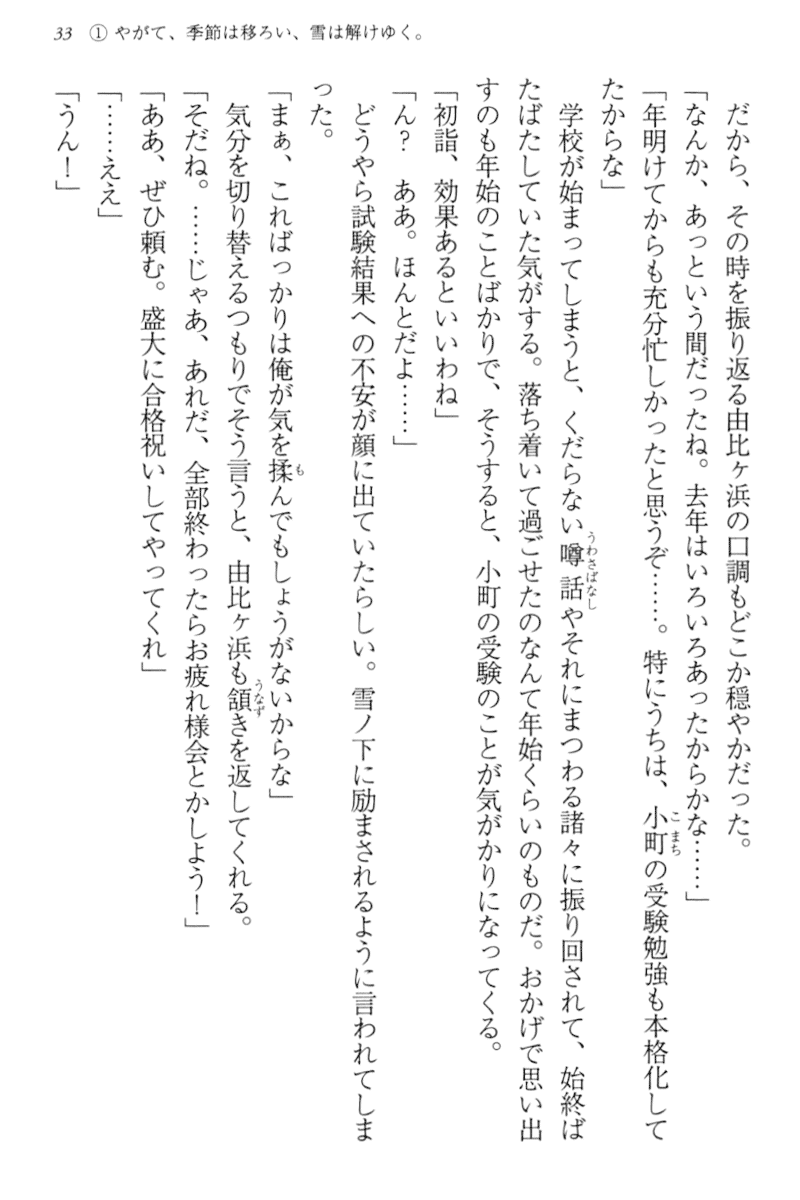 33 ① やがて、季節は移ろい、雪は解けゆく。
だから、その時を振り返る由比ヶ浜の口調もどこか穏やかだった。
「なんか、あっという間だったね。去年はいろいろあったからかな……」
「年明けてからも充分忙しかったと思うぞ……。特にうちは、小町の受験勉強も本格化して
たからな」
学校が始まってしまうと、くだらない噂話やそれにまつわる諸々に振り回されて、始終ば
たばたしていた気がする。落ち着いて過ごせたのなんて年始くらいのものだ。おかげで思い出
すのも年始のことばかりで、そうすると、小町の受験のことが気がかりになってくる。
「初詣、効果あるといいわね」
「ん？　ああ。ほんとだよ……」
どうやら試験結果への不安が顔に出ていたらしい。雪ノ下に励まされるように言われてしま
った。
「まぁ、こればっかりは俺が気を揉んでもしょうがないからな」
気分を切り替えるつもりでそう言うと、由比ヶ浜も頷きを返してくれる。
「そだね。……じゃあ、あれだ、全部終わったらお疲れ様会とかしよう！」
「ああ、ぜひ頼む。盛大に合格祝いしてやってくれ」
「……ええ」
「うん！」